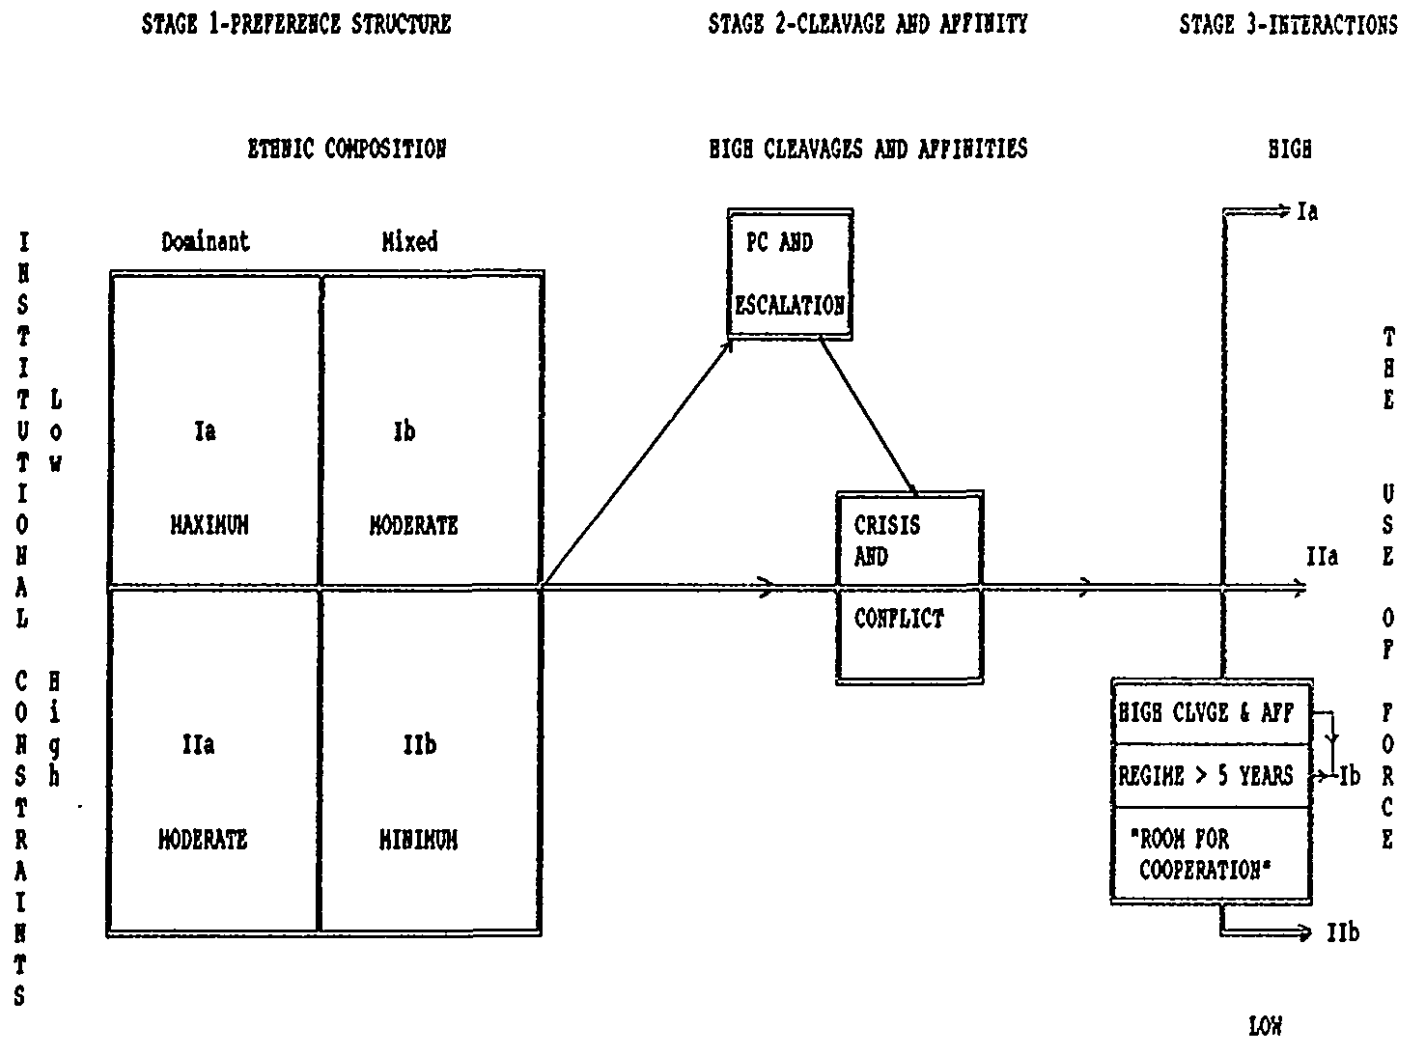 STAGE 1-PREFERENCE STRUCTURE
STAGE 2-CLEAVAGE AND AFFINITY
STAGE 3-INTERACTIONS
ETHNIC COMPOSITION
HIGH CLEAVAGES AND AFFINITIES
HIGH
INSTITUTIONAL CONSTRAINTS
Low
High
Dominant
Mixed
Ia
MAXIMUM
Ib
MODERATE
IIa
MODERATE
IIb
MINIMUM
PC AND
ESCALATION
CRISIS
AND
CONFLICT
Ia
IIa
HIGH CLVGE & AFF
REGIME > 5 YEARS
Ib
"ROOM FOR
COOPERATION"
IIb
THE USE OF FORCE
LOW